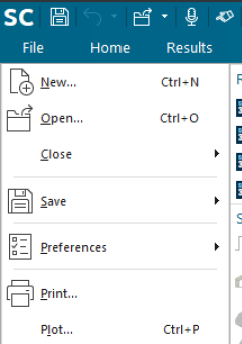 SC
File Home Results
New... Ctrl+N
Open... Ctrl+O
Close
Save
Preferences
Print...
Plot... Ctrl+P